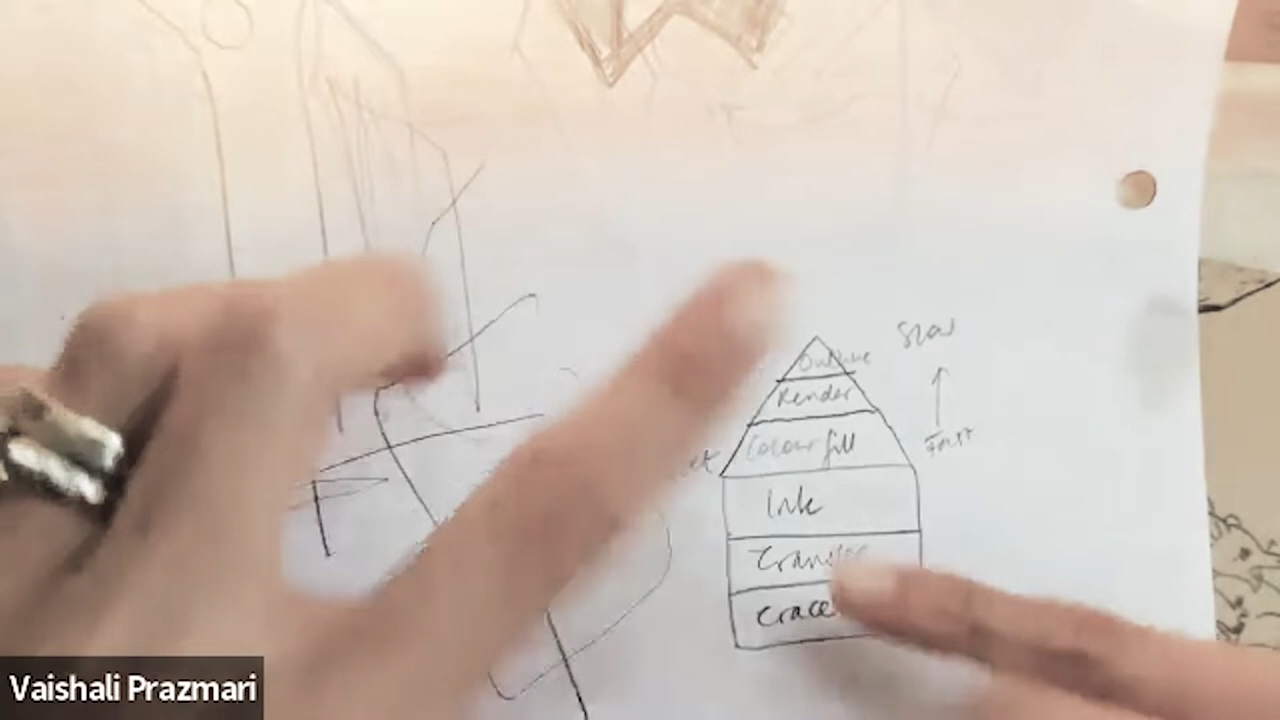 Slow
Outline
Render
Fast
Colour fill
Ink
Vaishali Prazmari